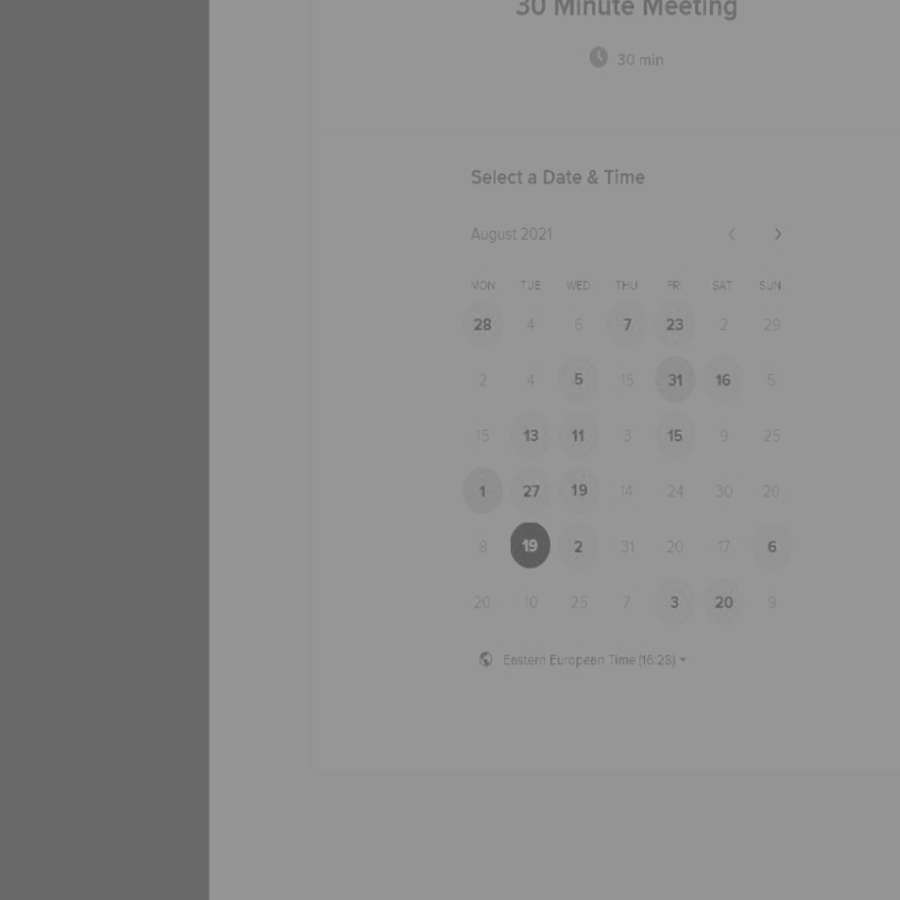 30 Minute Meeting
30 min
Select a Date & Time
August 2021
MON TUE WED THU FRI SAT SUN
28 4 6 7 23 2 29
2 4 5 15 31 16 5
15 13 11 3 15 9 25
1 27 19 14 24 30 20
8 19 2 31 20 17 6
20 10 25 7 3 20 9
Eestern European Time (16:28)